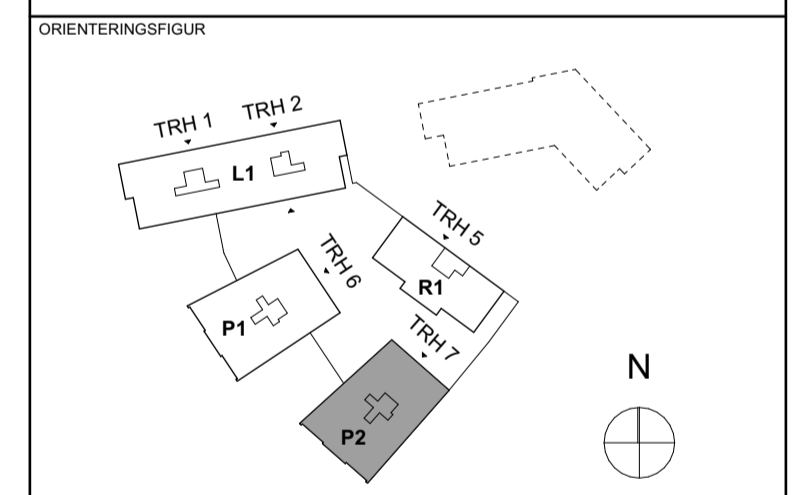 ORIENTERINGSFIGUR
TRH 1
TRH 2
L1
TRH 5
TRH 6
R1
P1
TRH 7
N
P2